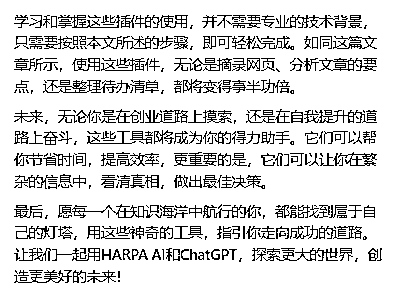 学习和掌握这些插件的使用，并不需要专业的技术背景，
只需要按照本文所述的步骤，即可轻松完成。如同这篇文
章所示，使用这些插件，无论是摘录网页、分析文章的要
点，还是整理待办清单，都将变得事半功倍。
未来，无论你是在创业道路上摸索，还是在自我提升的道
路上奋斗，这些工具都将成为你的得力助手。它们可以帮
你节省时间，提高效率，更重要的是，它们可以让你在繁
杂的信息中，看清真相，做出最佳决策。
最后，愿每一个在知识海洋中航行的你，都能找到属于自
己的灯塔，用这些神奇的工具，指引你走向成功的道路。
让我们一起用HARPA AI和ChatGPT，探索更大的世界，创
造更美好的未来！